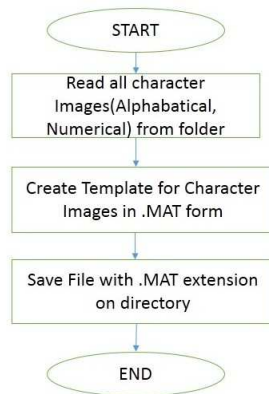 START
Read all character
Images(Alphabatical,
Numerical) from folder
Create Template for Character
Images in .MAT form
Save File with .MAT extension
on directory
END